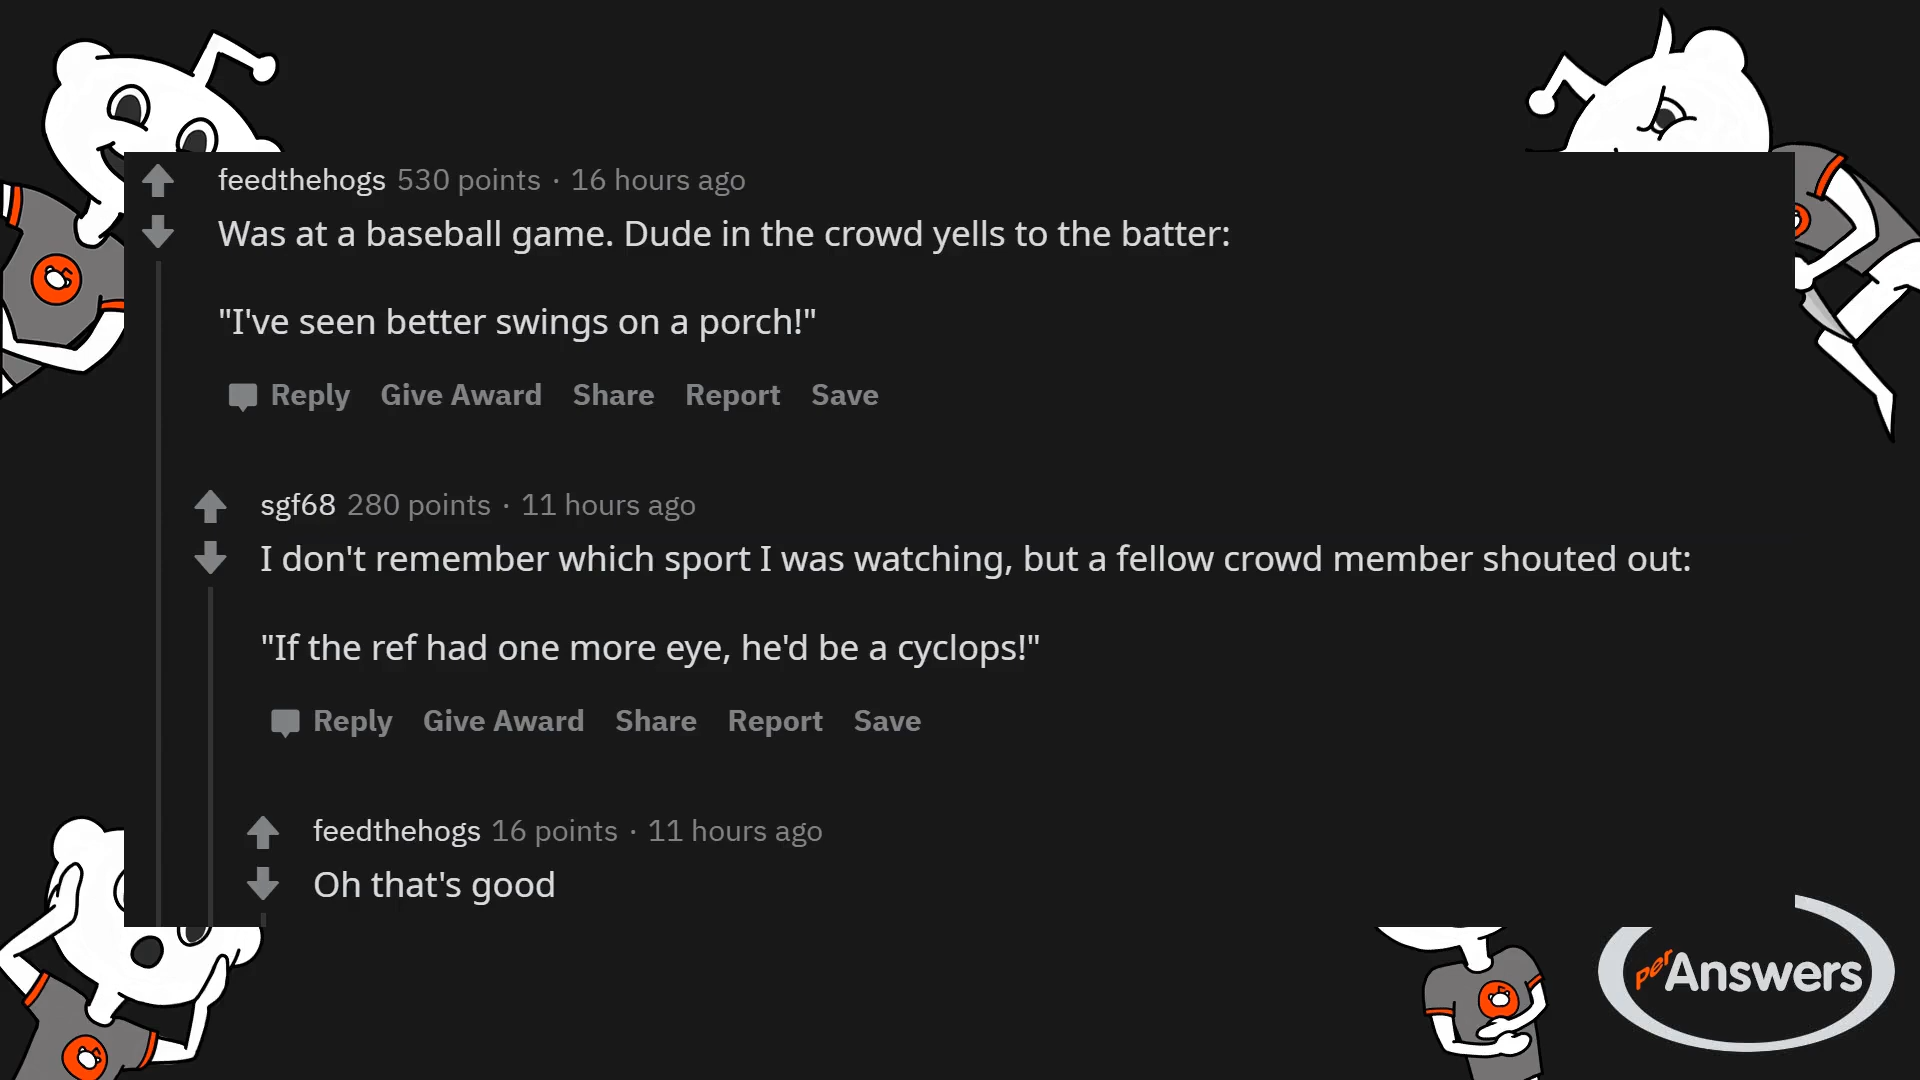 feedthehogs 530 points · 16 hours ago
Was at a baseball game. Dude in the crowd yells to the batter:
"I've seen better swings on a porch!"
Reply Give Award Share Report Save
sgf68 280 points · 11 hours ago
I don't remember which sport I was watching, but a fellow crowd member shouted out:
"If the ref had one more eye, he'd be a cyclops!"
Reply Give Award Share Report Save
feedthehogs 16 points · 11 hours ago
Oh that's good
perAnswers